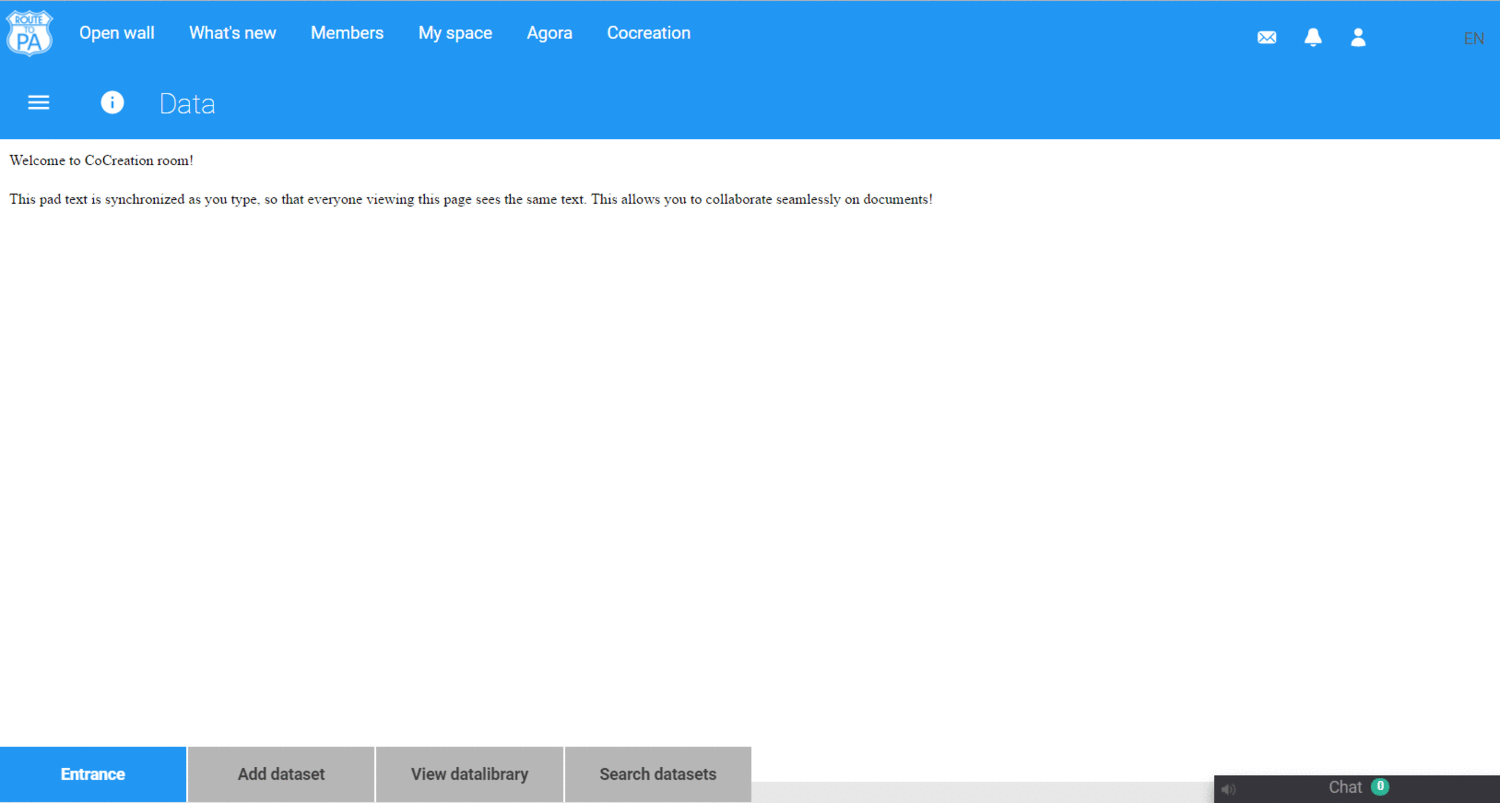 ROUTE
TO
PA
Open wall What's new Members My space Agora Cocreation EN
Data
Welcome to CoCreation room!
This pad text is synchronized as you type, so that everyone viewing this page sees the same text. This allows you to collaborate seamlessly on documents!
Entrance Add dataset View datalibrary Search datasets
Chat 0